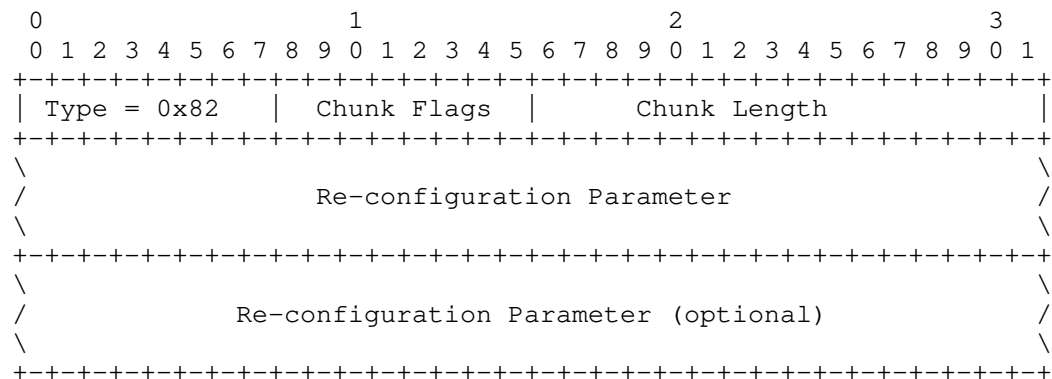 0                   1                   2                   3
 0 1 2 3 4 5 6 7 8 9 0 1 2 3 4 5 6 7 8 9 0 1 2 3 4 5 6 7 8 9 0 1
+-+-+-+-+-+-+-+-+-+-+-+-+-+-+-+-+-+-+-+-+-+-+-+-+-+-+-+-+-+-+-+-+
| Type = 0x82   |  Chunk Flags  |      Chunk Length             |
+-+-+-+-+-+-+-+-+-+-+-+-+-+-+-+-+-+-+-+-+-+-+-+-+-+-+-+-+-+-+-+-+
\                                                               \
/                  Re-configuration Parameter                   /
\                                                               \
+-+-+-+-+-+-+-+-+-+-+-+-+-+-+-+-+-+-+-+-+-+-+-+-+-+-+-+-+-+-+-+-+
\                                                               \
/             Re-configuration Parameter (optional)             /
\                                                               \
+-+-+-+-+-+-+-+-+-+-+-+-+-+-+-+-+-+-+-+-+-+-+-+-+-+-+-+-+-+-+-+-+